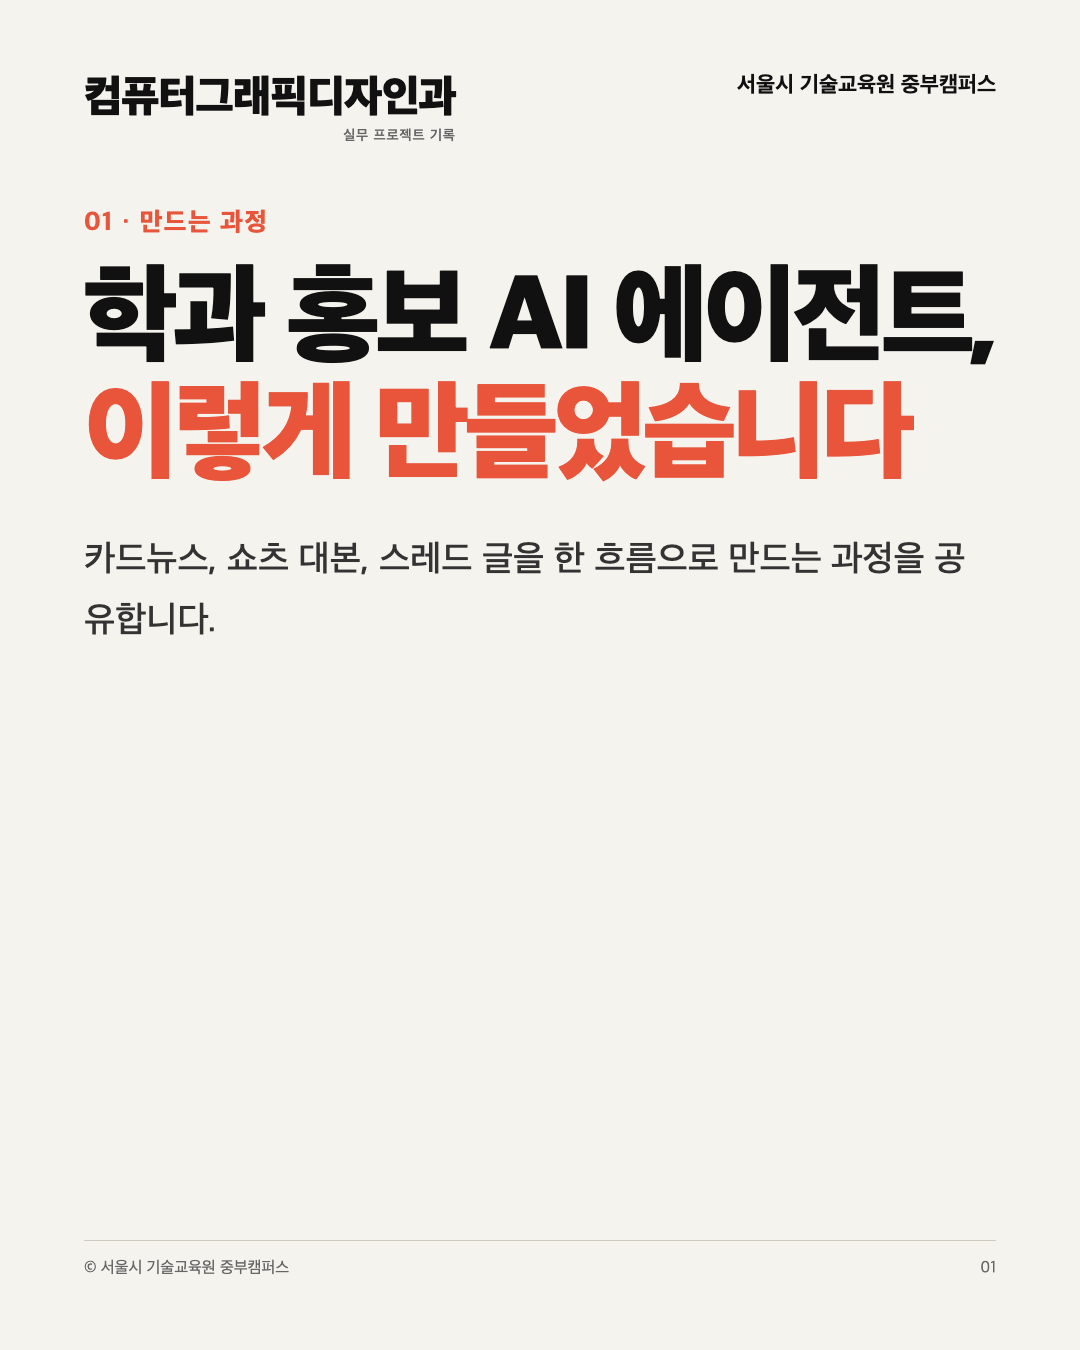 컴퓨터그래픽디자인과
서울시 기술교육원 중부캠퍼스
실무 프로젝트 기록
01 · 만드는 과정
학과 홍보 AI 에이전트,
이렇게 만들었습니다
카드뉴스, 쇼츠 대본, 스레드 글을 한 흐름으로 만드는 과정을 공
유합니다.
© 서울시 기술교육원 중부캠퍼스
01